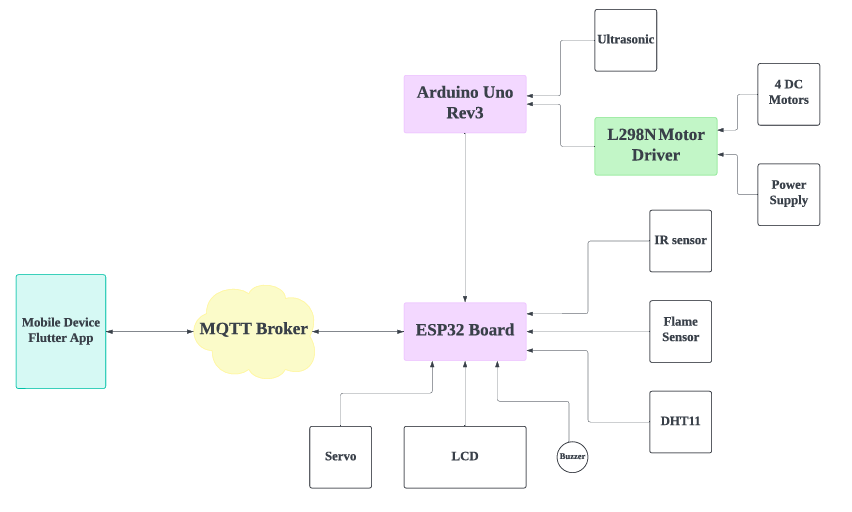 Ultrasonic
Arduino Uno
Rev3
4 DC
Motors
L298N Motor
Driver
Power
Supply
IR sensor
Mobile Device
Flutter App
MQTT Broker
ESP32 Board
Flame
Sensor
DHT11
Servo
LCD
Buzzer